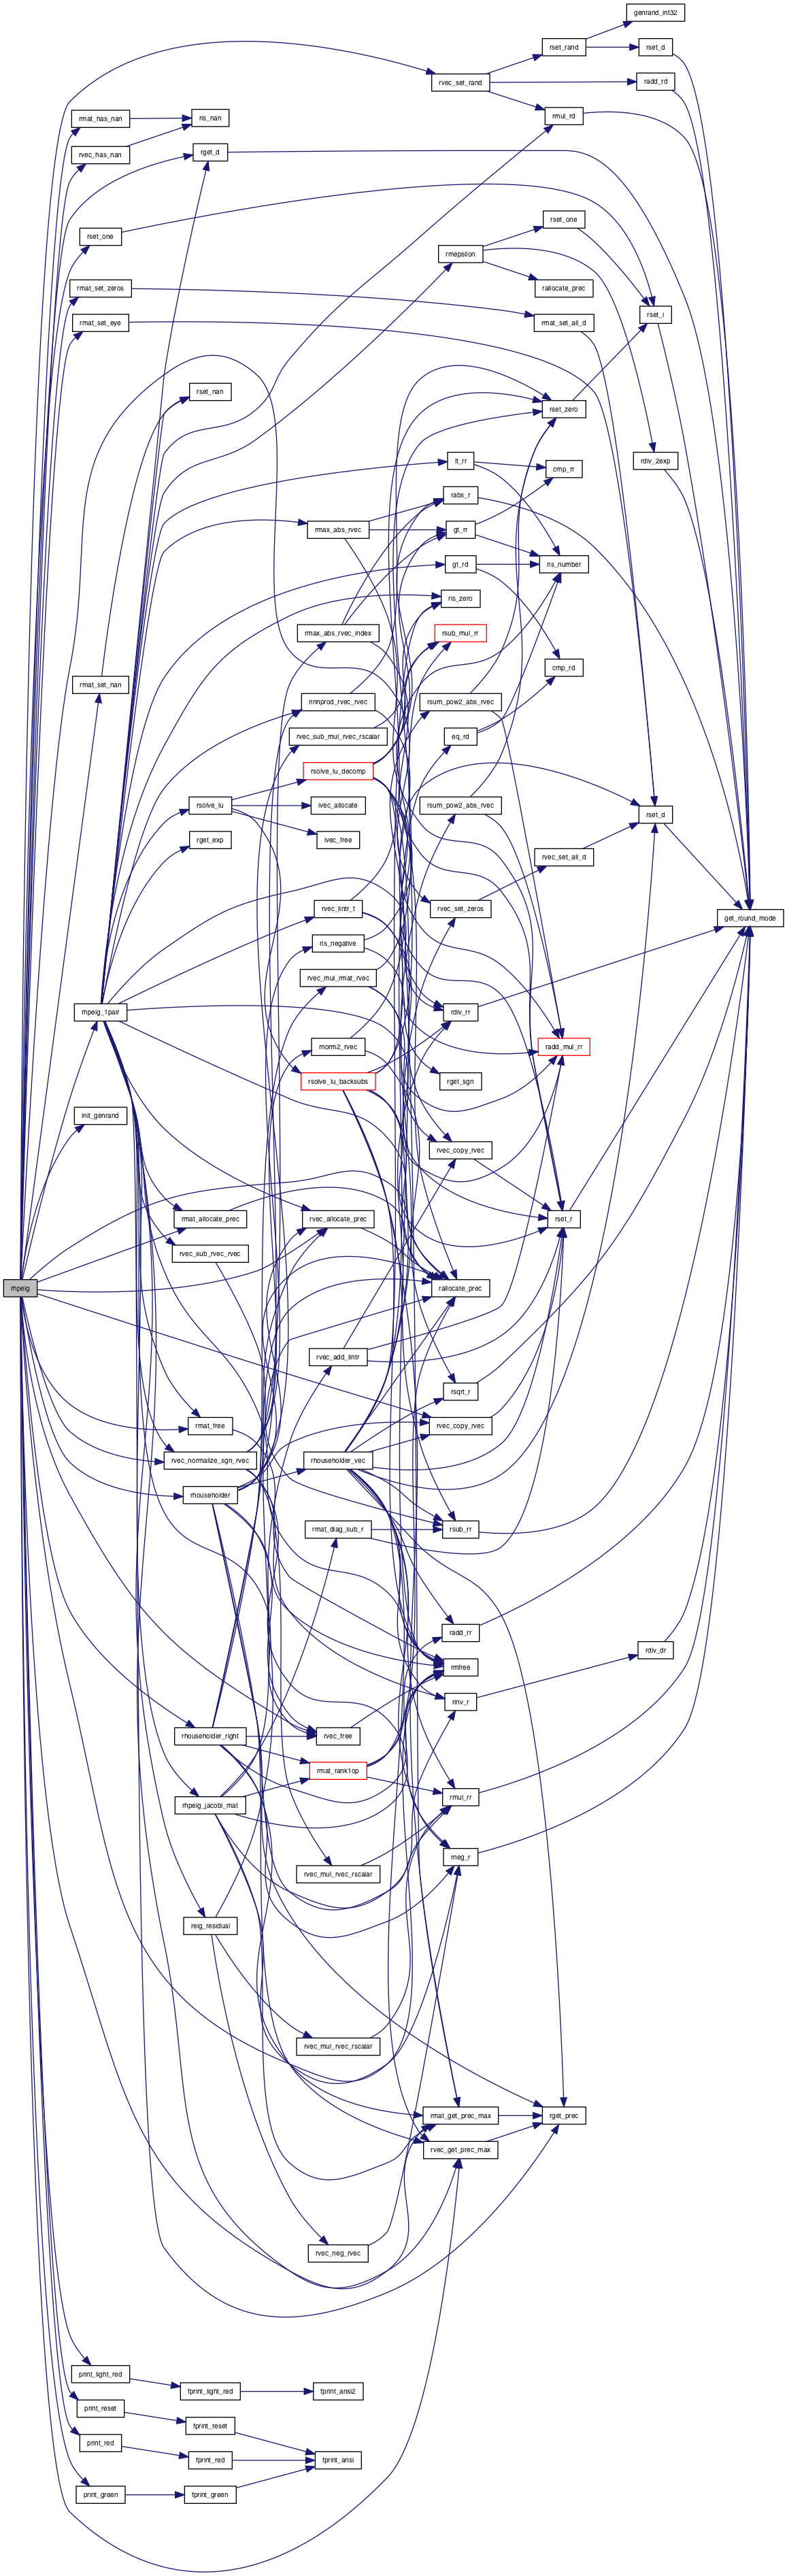 genrand_int32
rset_rand
rset_d
rvec_set_rand
radd_rd
rmat_has_nan
ris_nan
rmul_rd
rvec_has_nan
rget_d
rset_one
rset_one
rmepsilon
rmat_set_zeros
rallocate_prec
rset_i
rmat_set_eye
rmat_set_all_d
rset_nan
rset_zero
lt_rr
cmp_rr
rdiv_2exp
rabs_r
rmax_abs_rvec
gt_rr
gt_rd
ris_number
ris_zero
rmax_abs_rvec_index
rsub_mul_rr
cmp_rd
rmat_set_nan
rinnprod_rvec_rvec
rsum_pow2_abs_rvec
rvec_sub_mul_rvec_rscalar
eq_rd
rsolve_lu_decomp
rsolve_lu
ivec_allocate
rsum_pow2_abs_rvec
rset_d
rget_exp
ivec_free
rvec_set_all_d
rvec_lintr_t
rvec_set_zeros
get_round_mode
ris_negative
rvec_mul_rmat_rvec
rhpeig_1pair
rdiv_rr
rnorm2_rvec
radd_mul_rr
rsolve_lu_backsubs
rget_sgn
init_genrand
rvec_copy_rvec
rmat_allocate_prec
rvec_allocate_prec
rset_r
rvec_sub_rvec_rvec
rhpeig
rallocate_prec
rvec_add_lintr
rsqrt_r
rmat_free
rvec_copy_rvec
rvec_normalize_sgn_rvec
rhouseholder_vec
rhouseholder
rmat_diag_sub_r
rsub_rr
radd_rr
rdiv_dr
rmfree
rinv_r
rhouseholder_right
rvec_free
rmat_rank1op
rmul_rr
rhpeig_jacobi_mat
rneg_r
rvec_mul_rvec_rscalar
reig_residual
rvec_mul_rvec_rscalar
rmat_get_prec_max
rget_prec
rvec_get_prec_max
rvec_neg_rvec
print_light_red
fprint_light_red
fprint_ansi2
print_reset
fprint_reset
print_red
fprint_red
fprint_ansi
print_green
fprint_green